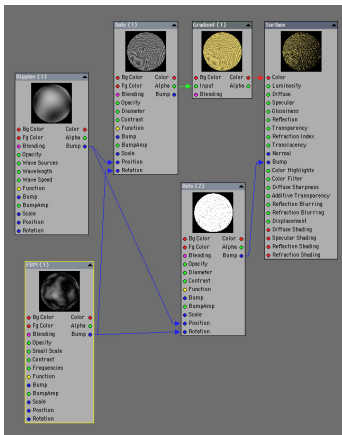 Dots (1)
Bg Color Color
Fg Color Alpha
Blending Bump
Opacity
Diameter
Contrast
Function
Bump
BumpAmp
Scale
Position
Rotation
Gradient (1)
Bg Color Color
Input Alpha
Blending
Surface
Color
Luminosity
Diffuse
Specular
Glossiness
Reflection
Transparency
Refraction Index
Translucency
Normal
Bump
Color Highlights
Color Filter
Diffuse Sharpness
Additive Transparency
Reflection Blurring
Refraction Blurring
Displacement
Diffuse Shading
Specular Shading
Reflection Shading
Refraction Shading
Ripples (1)
Bg Color Color
Fg Color Alpha
Blending Bump
Opacity
Wave Sources
Wavelength
Wave Speed
Function
Bump
BumpAmp
Scale
Position
Rotation
Dots (2)
Bg Color Color
Fg Color Alpha
Blending Bump
Opacity
Diameter
Contrast
Function
Bump
BumpAmp
Scale
Position
Rotation
FBM (1)
Bg Color Color
Fg Color Alpha
Blending Bump
Opacity
Small Scale
Contrast
Frequencies
Function
Bump
BumpAmp
Scale
Position
Rotation